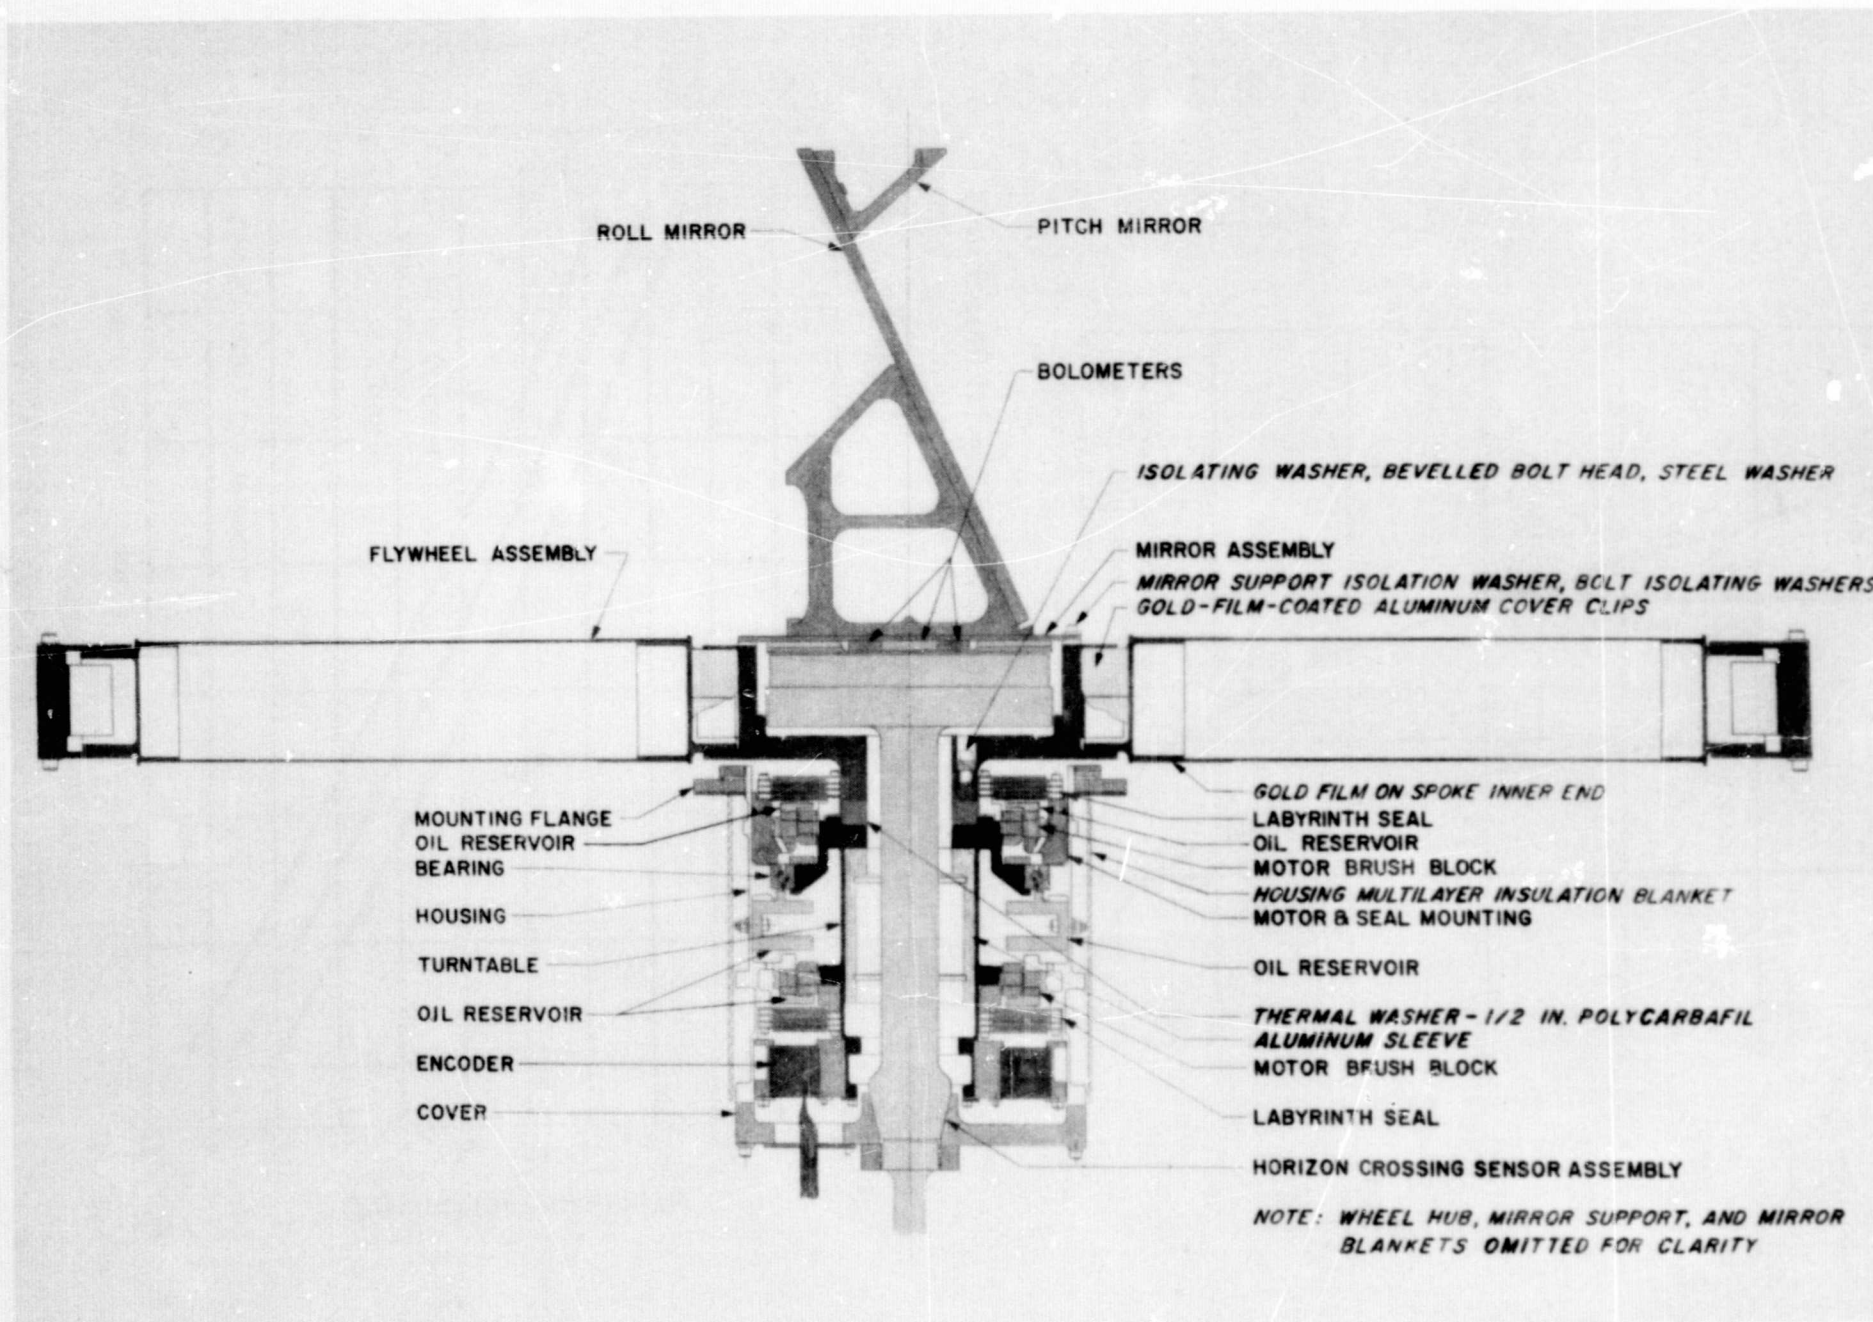 ROLL MIRROR
PITCH MIRROR
BOLOMETERS
ISOLATING WASHER, BEVELLED BOLT HEAD, STEEL WASHER
FLYWHEEL ASSEMBLY
MIRROR ASSEMBLY
MIRROR SUPPORT ISOLATION WASHER, BOLT ISOLATING WASHERS
GOLD-FILM-COATED ALUMINUM COVER CLIPS
MOUNTING FLANGE
OIL RESERVOIR
BEARING
HOUSING
TURNTABLE
OIL RESERVOIR
ENCODER
COVER
GOLD FILM ON SPOKE INNER END
LABYRINTH SEAL
OIL RESERVOIR
MOTOR BRUSH BLOCK
HOUSING MULTILAYER INSULATION BLANKET
MOTOR & SEAL MOUNTING
OIL RESERVOIR
THERMAL WASHER-1/2 IN. POLYCARBAFIL
ALUMINUM SLEEVE
MOTOR BRUSH BLOCK
LABYRINTH SEAL
HORIZON CROSSING SENSOR ASSEMBLY
NOTE: WHEEL HUB, MIRROR SUPPORT, AND MIRROR
BLANKETS OMITTED FOR CLARITY